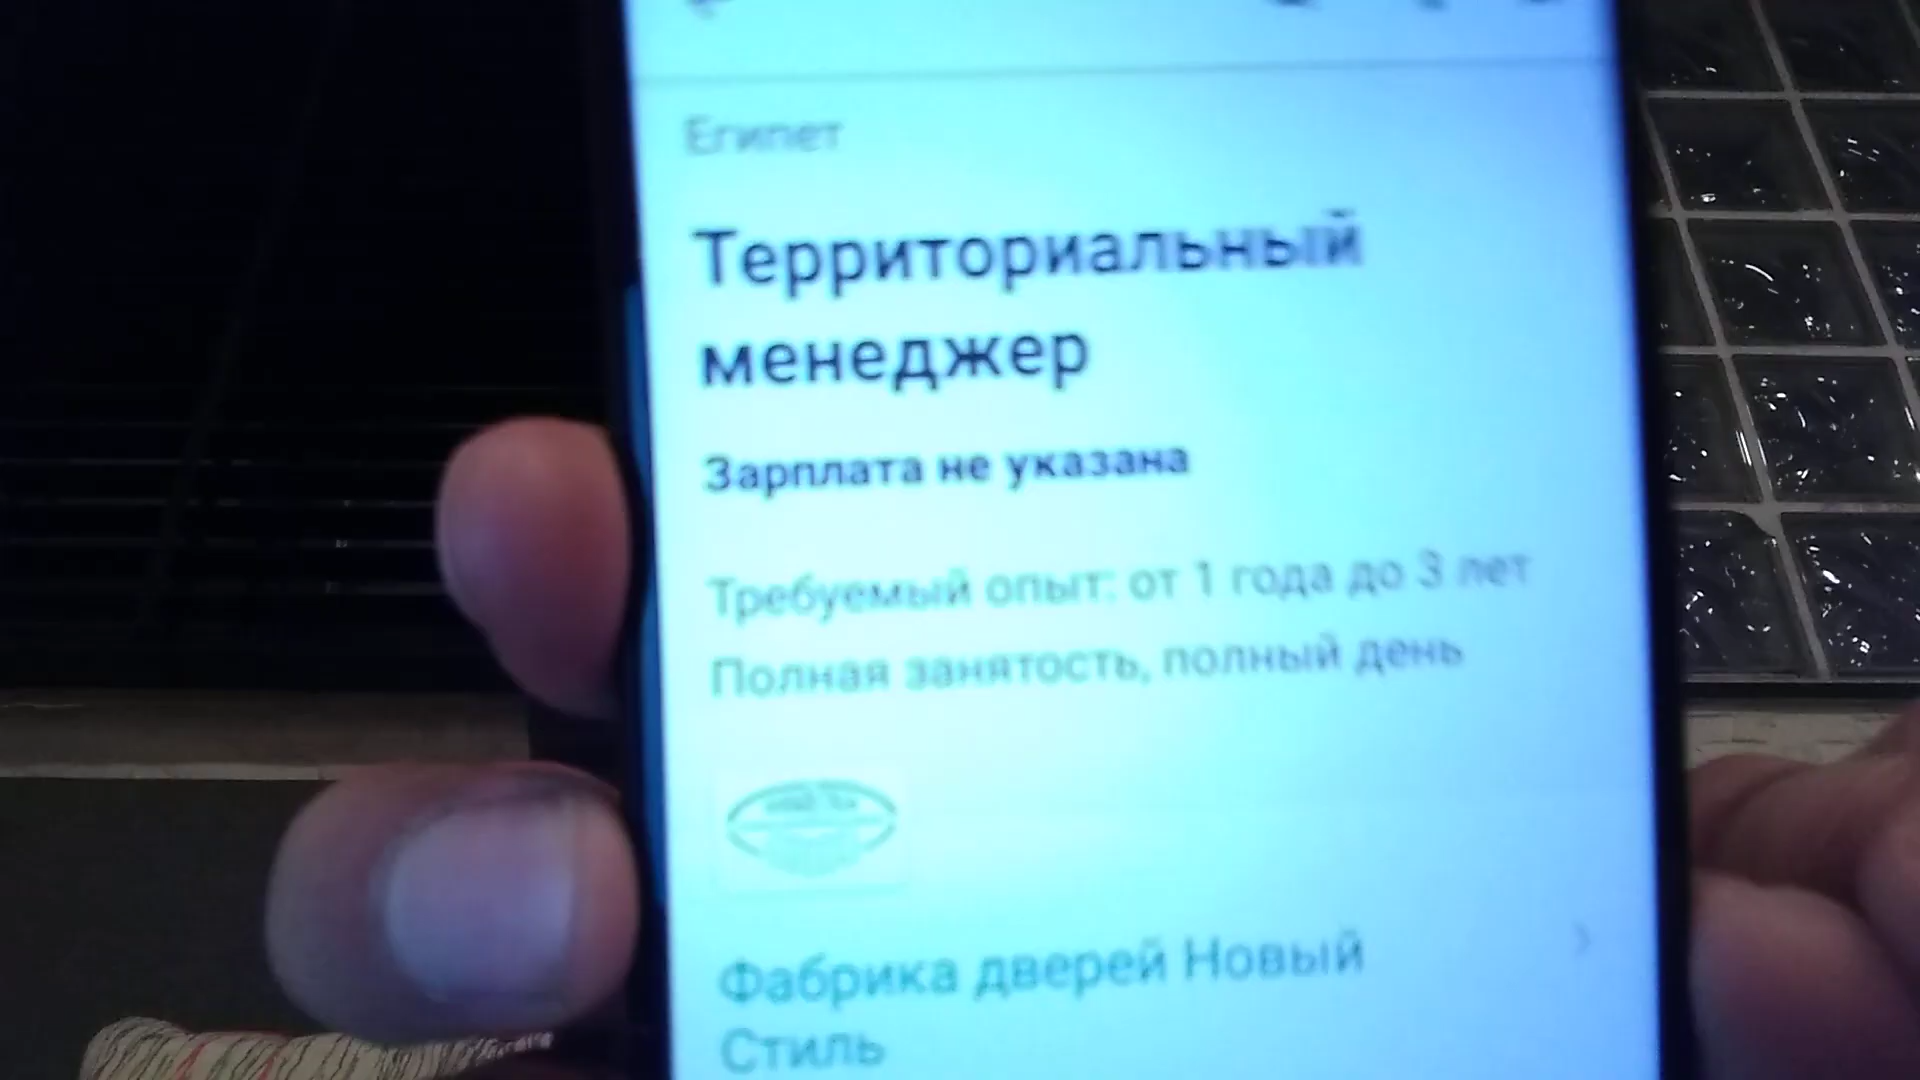 Египет
Территориальный
менеджер
Зарплата не указана
Требуемый опыт: от 1 года до 3 лет
Полная занятость, полный день
Фабрика дверей Новый
Стиль